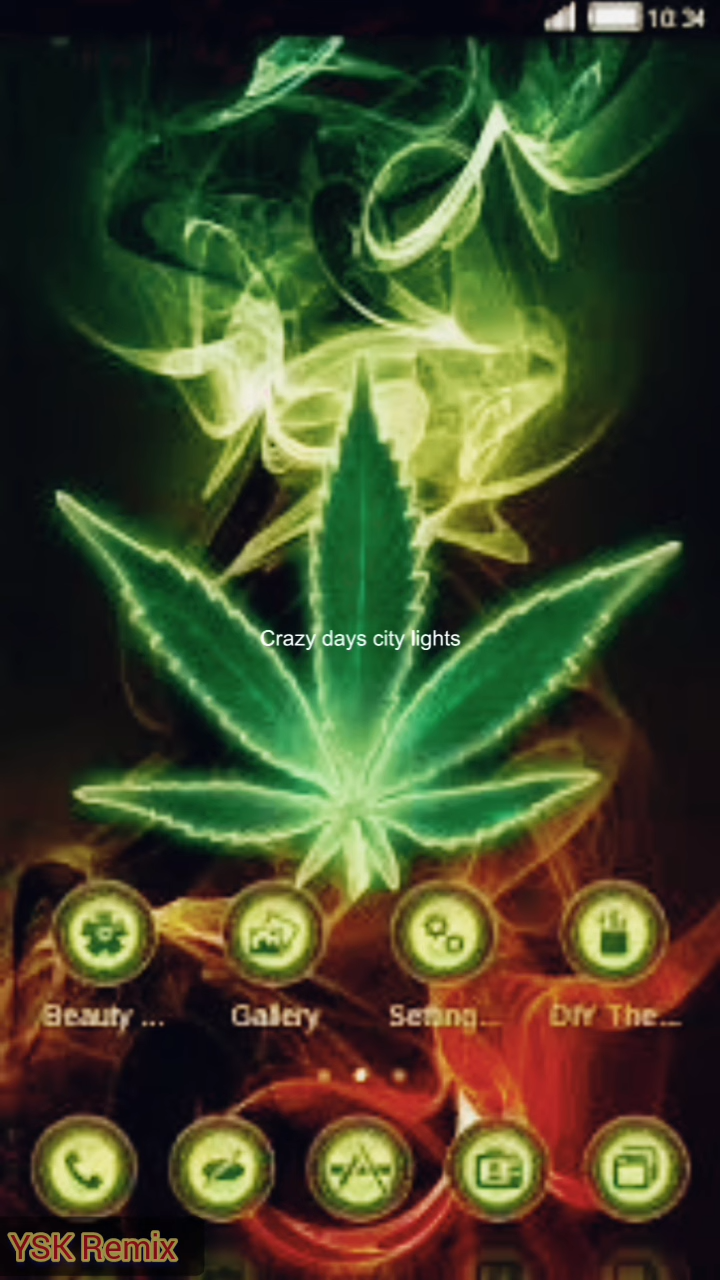 10:34
Crazy days city lights
Beauty ...
Gallery
Setting...
DIY The...
YSK Remix